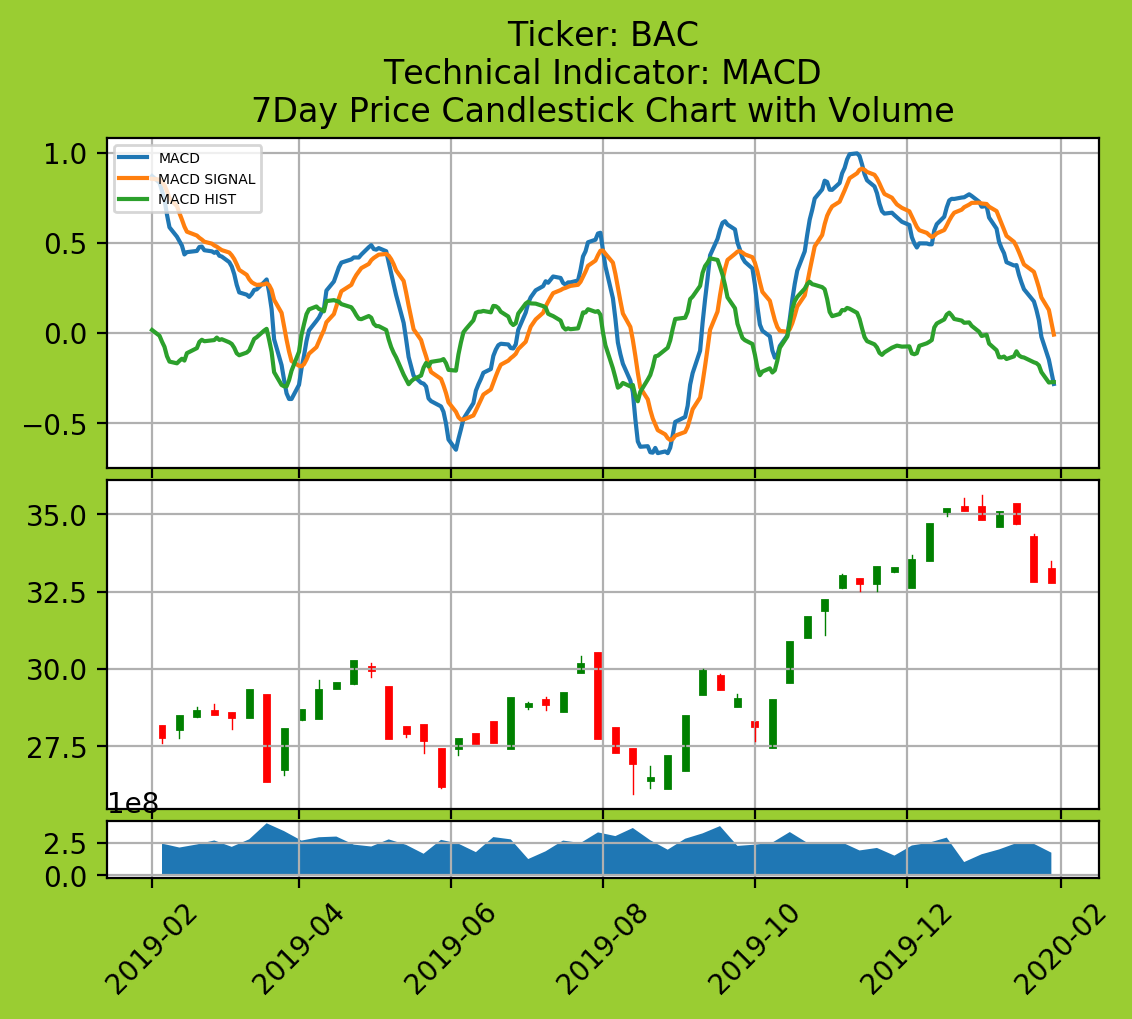 Ticker: BAC
Technical Indicator: MACD
7Day Price Candlestick Chart with Volume
1.0
0.5
0.0
−0.5
MACD
MACD SIGNAL
MACD HIST
35.0
32.5
30.0
27.5
1e8
2.5
0.0
2019-02
2019-04
2019-06
2019-08
2019-10
2019-12
2020-02